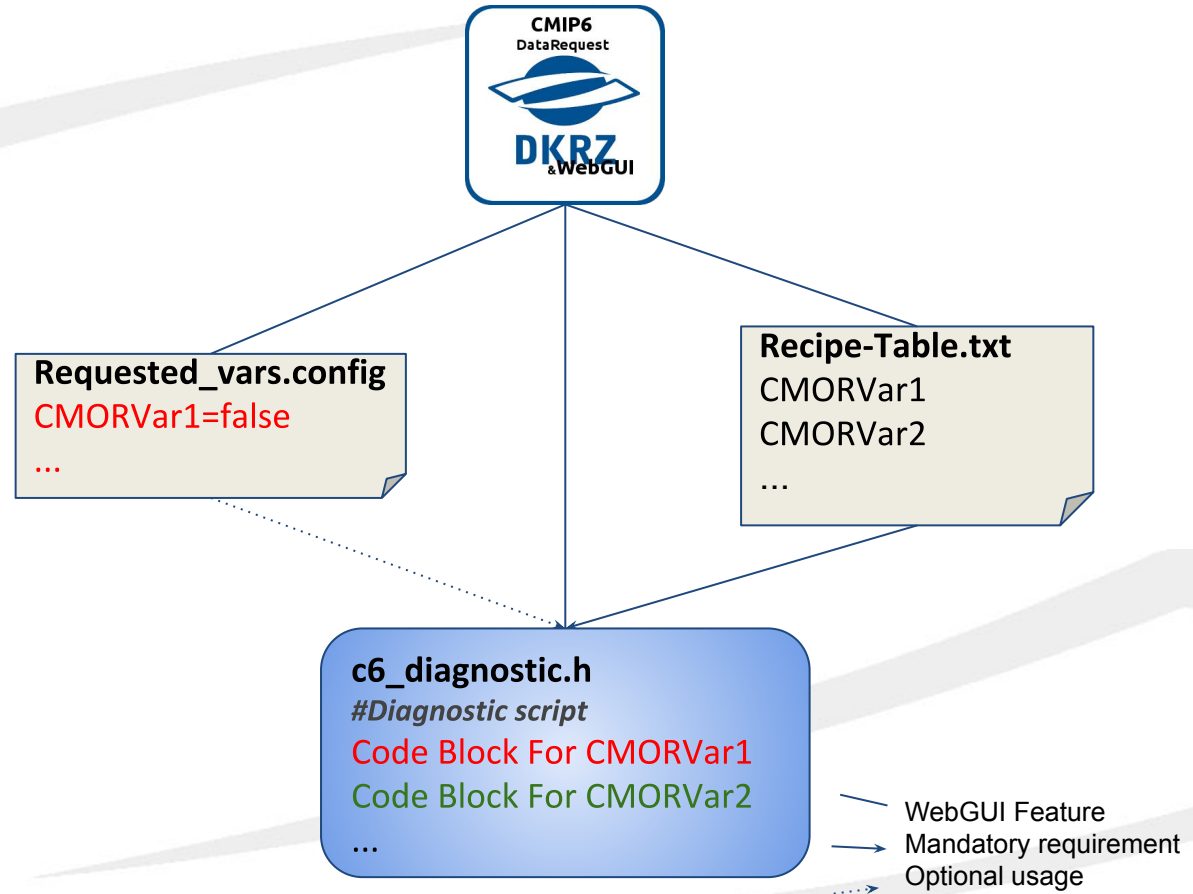 CMIP6
DataRequest
DKRZ
&WebGUI
Requested_vars.config
CMORVar1=false
...
Recipe-Table.txt
CMORVar1
CMORVar2
...
c6_diagnostic.h
#Diagnostic script
Code Block For CMORVar1
Code Block For CMORVar2
...
WebGUI Feature
Mandatory requirement
Optional usage